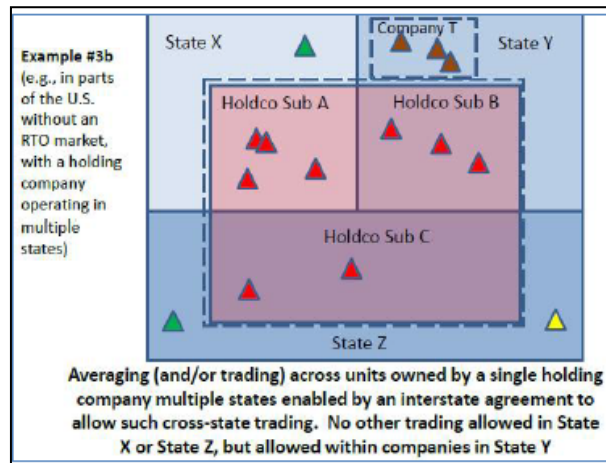 Example #3b
(e.g., in parts
of the U.S.
without an
RTO market,
with a holding
company
operating in
multiple
states)
State X
Company T
State Y
Holdco Sub A
Holdco Sub B
Holdco Sub C
State Z
Averaging (and/or trading) across units owned by a single holding
company multiple states enabled by an interstate agreement to
allow such cross-state trading. No other trading allowed in State
X or State Z, but allowed within companies in State Y